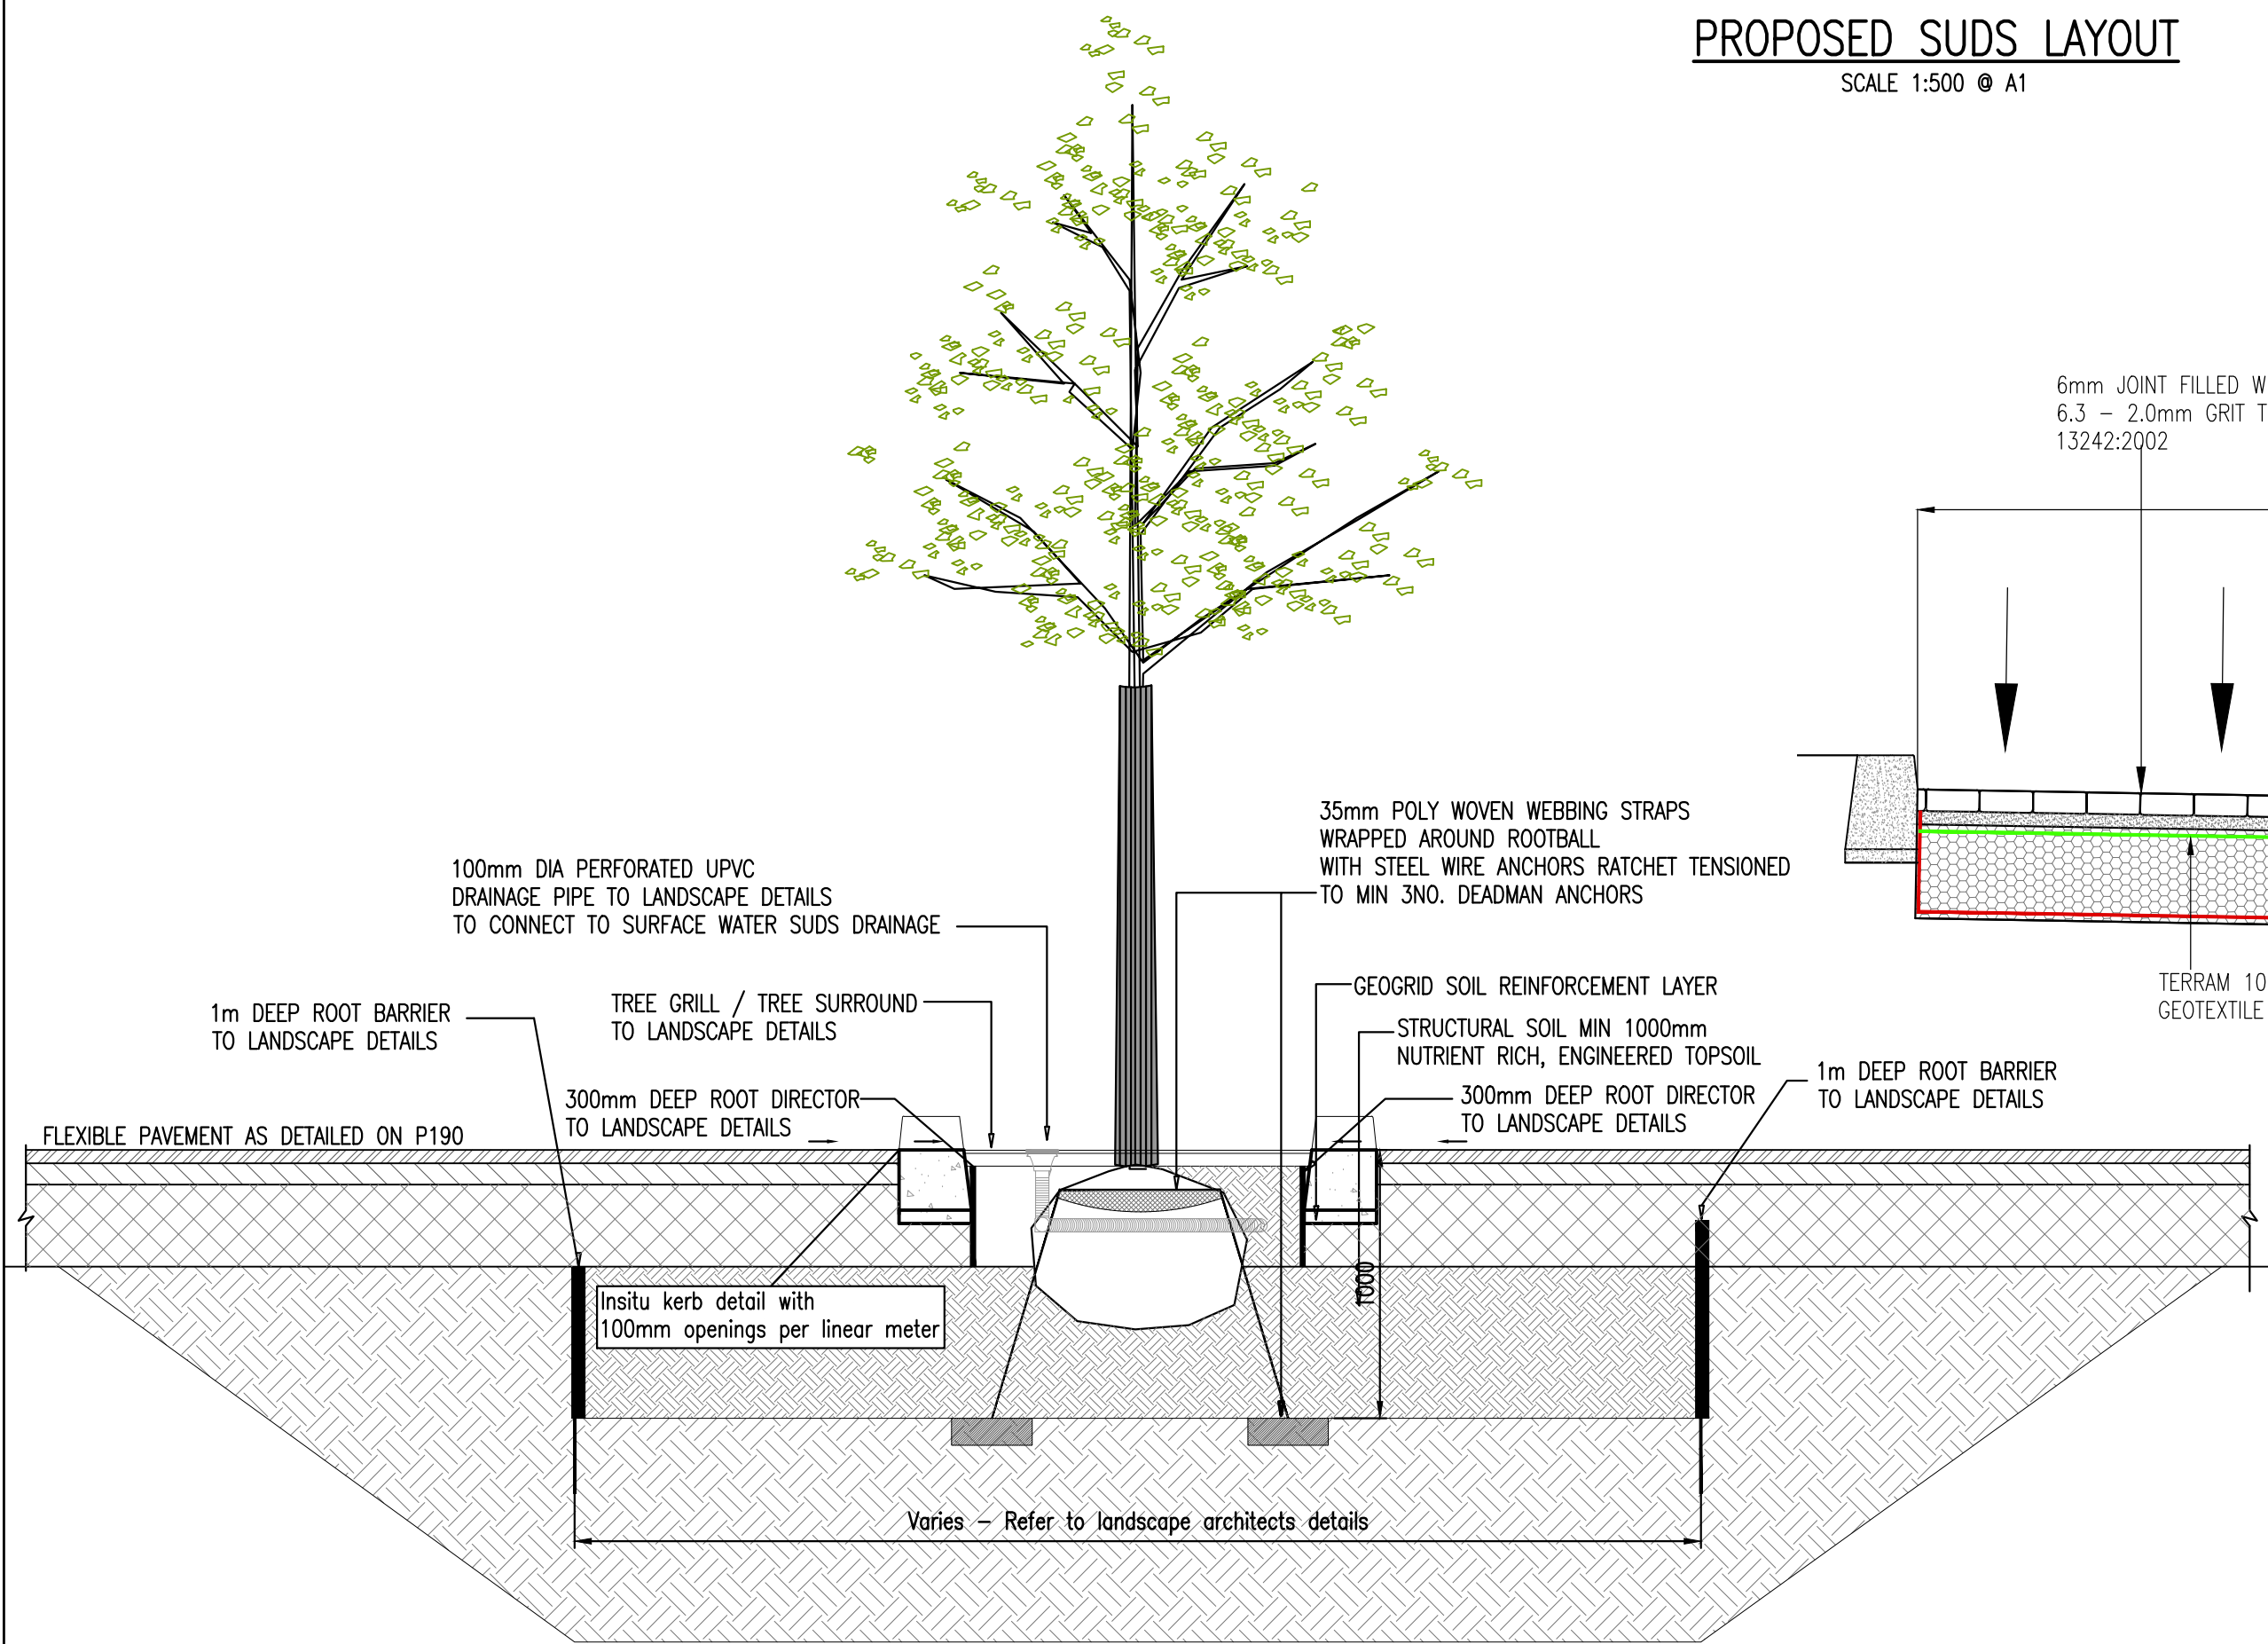 PROPOSED SUDS LAYOUT
SCALE 1:500 @ A1
6mm JOINT FILLED W
6.3 – 2.0mm GRIT T
13242:2002
35mm POLY WOVEN WEBBING STRAPS
WRAPPED AROUND ROOTBALL
WITH STEEL WIRE ANCHORS RATCHET TENSIONED
TO MIN 3NO. DEADMAN ANCHORS
100mm DIA PERFORATED UPVC
DRAINAGE PIPE TO LANDSCAPE DETAILS
TO CONNECT TO SURFACE WATER SUDS DRAINAGE
TERRAM 10
GEOTEXTILE
GEOGRID SOIL REINFORCEMENT LAYER
TREE GRILL / TREE SURROUND
TO LANDSCAPE DETAILS
1m DEEP ROOT BARRIER
TO LANDSCAPE DETAILS
STRUCTURAL SOIL MIN 1000mm
NUTRIENT RICH, ENGINEERED TOPSOIL
1m DEEP ROOT BARRIER
TO LANDSCAPE DETAILS
300mm DEEP ROOT DIRECTOR
TO LANDSCAPE DETAILS
300mm DEEP ROOT DIRECTOR
TO LANDSCAPE DETAILS
FLEXIBLE PAVEMENT AS DETAILED ON P190
Insitu kerb detail with
100mm openings per linear meter
1000
Varies – Refer to landscape architects details